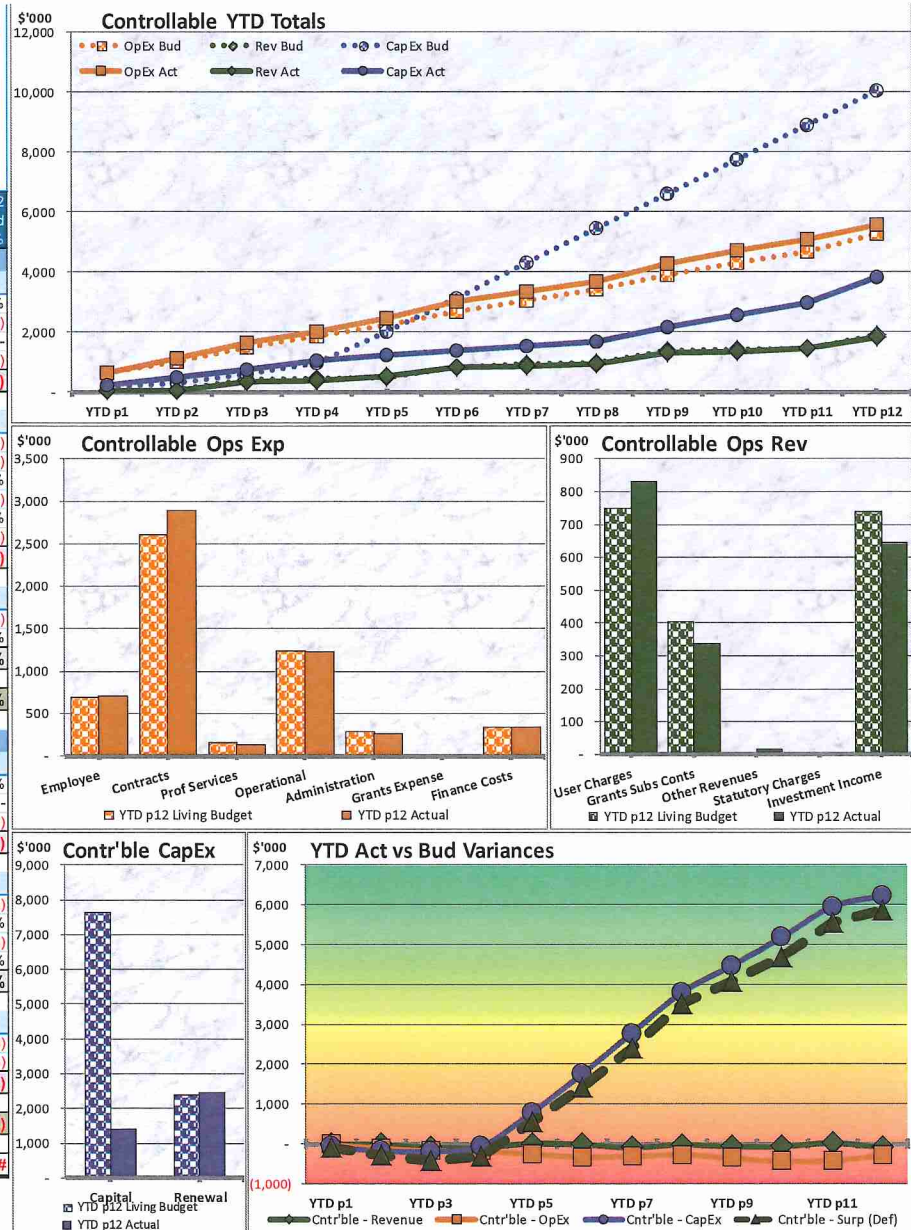 $'000 Controllable YTD Totals
12,000
OpEx Bud Rev Bud CapEx Bud
OpEx Act Rev Act CapEx Act
10,000
8,000
6,000
4,000
2,000
-
YTD p1 YTD p2 YTD p3 YTD p4 YTD p5 YTD p6 YTD p7 YTD p8 YTD p9 YTD p10 YTD p11 YTD p12
$'000 Controllable Ops Exp
3,500
3,000
2,500
2,000
1,500
1,000
500
-
Employee Contracts Prof Services Operational Administration Grants Expense Finance Costs
YTD p12 Living Budget YTD p12 Actual
$'000 Controllable Ops Rev
900
800
700
600
500
400
300
200
100
-
User Charges Grants Subs Conts Other Revenues Statutory Charges Investment Income
YTD p12 Living Budget YTD p12 Actual
$'000 Contr'ble CapEx
9,000
8,000
7,000
6,000
5,000
4,000
3,000
2,000
1,000
-
Capital Renewal
YTD p12 Living Budget
YTD p12 Actual
$'000 YTD Act vs Bud Variances
7,000
6,000
5,000
4,000
3,000
2,000
1,000
-
(1,000)
YTD p1 YTD p3 YTD p5 YTD p7 YTD p9 YTD p11
Cntr'ble - Revenue Cntr'ble - OpEx Cntr'ble - CapEx Cntr'ble - Surp (Def)